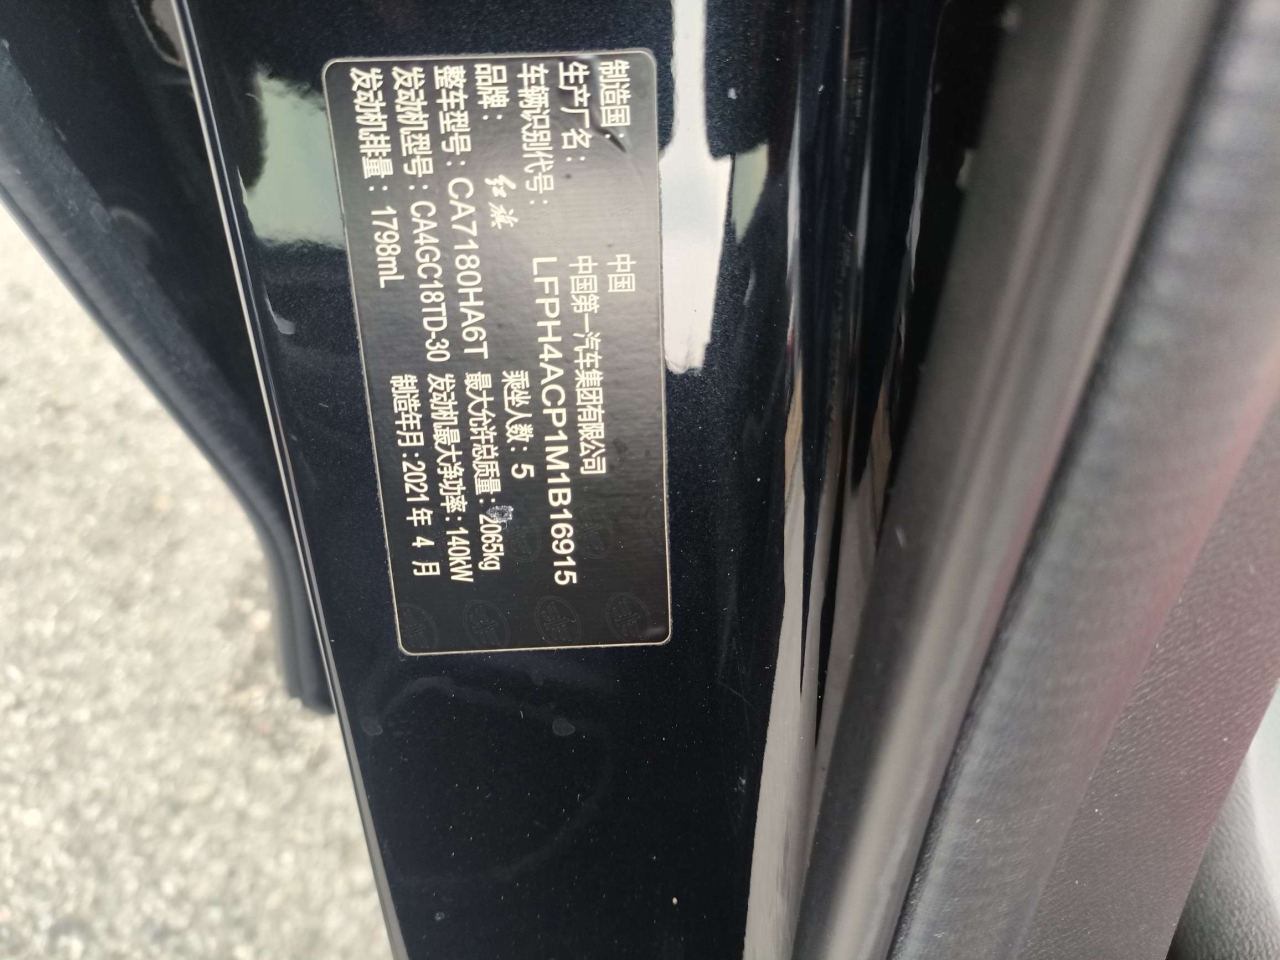 制造国： 中国
生产厂名： 中国第一汽车集团有限公司
车辆识别代号： LFPH4ACP1M1B16915
品牌： 红旗 乘坐人数：5
整车型号：CA7180HA6T 最大允许总质量：2065kg
发动机型号：CA4GC18TD-30 发动机最大净功率：140kW
发动机排量：1798mL 制造年月：2021年 4 月